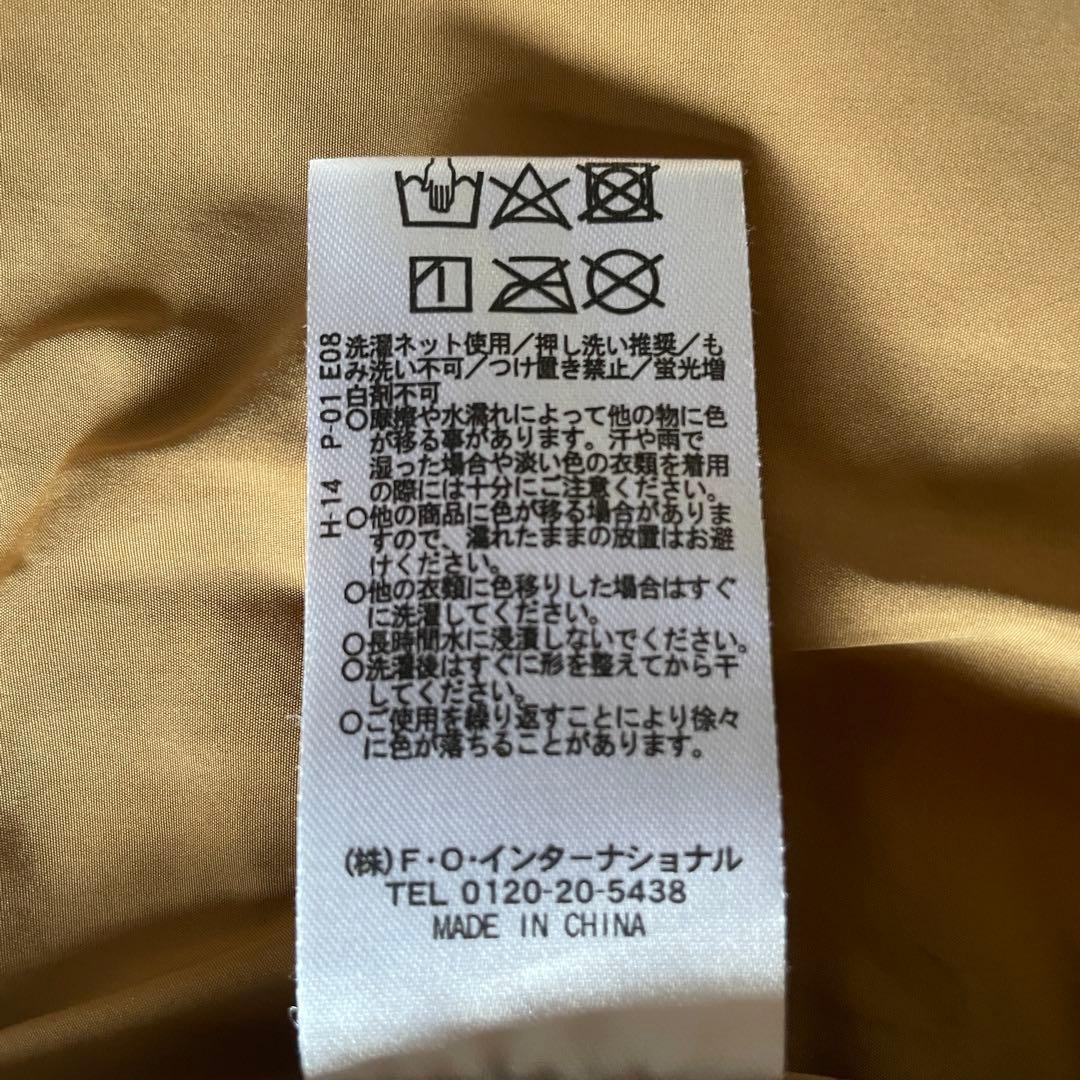 洗濯ネット使用/押し洗い推奨/も
み洗い不可/つけ置き禁止/蛍光増
白剤不可
○摩擦や水濡れによって他の物に色
が移る事があります。汗や雨で
湿った場合や淡い色の衣類を着用
の際には十分にご注意ください。
○他の商品に色が移る場合がありま
すので、濡れたままの放置はお避
けください。
○他の衣類に色移りした場合はすぐ
に洗濯してください。
○長時間水に浸漬しないでください。
○洗濯後はすぐに形を整えてから干
してください。
○ご使用を繰り返すことにより徐々
に色が落ちることがあります。
H-14 P-01 E08
(株)F・O・インターナショナル
TEL 0120-20-5438
MADE IN CHINA